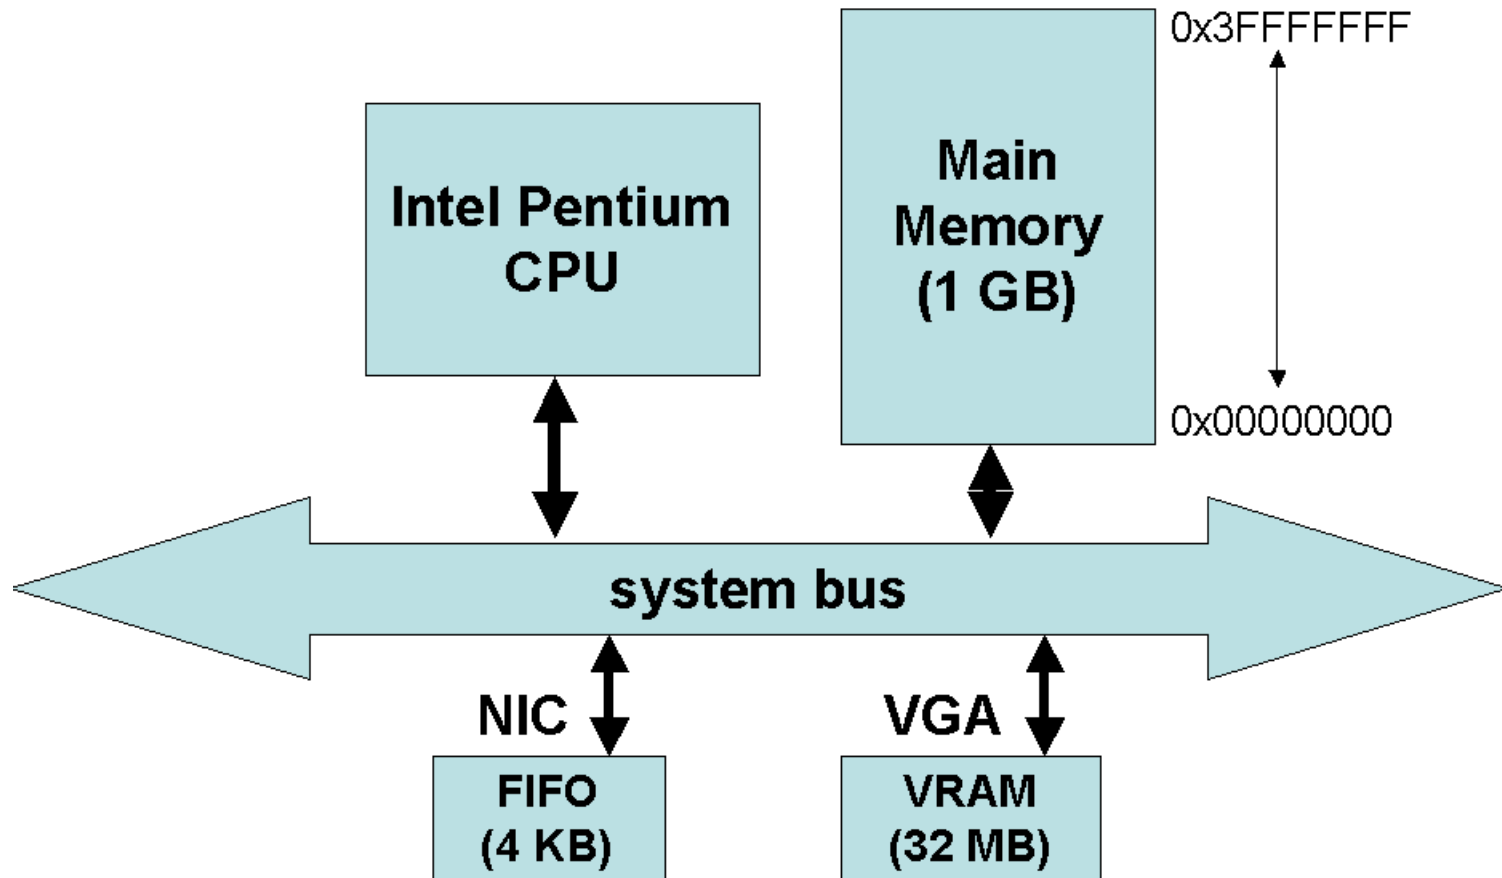 0x3FFFFFFF
Intel Pentium
CPU
Main
Memory
(1 GB)
0x00000000
system bus
NIC
VGA
FIFO
(4 KB)
VRAM
(32 MB)